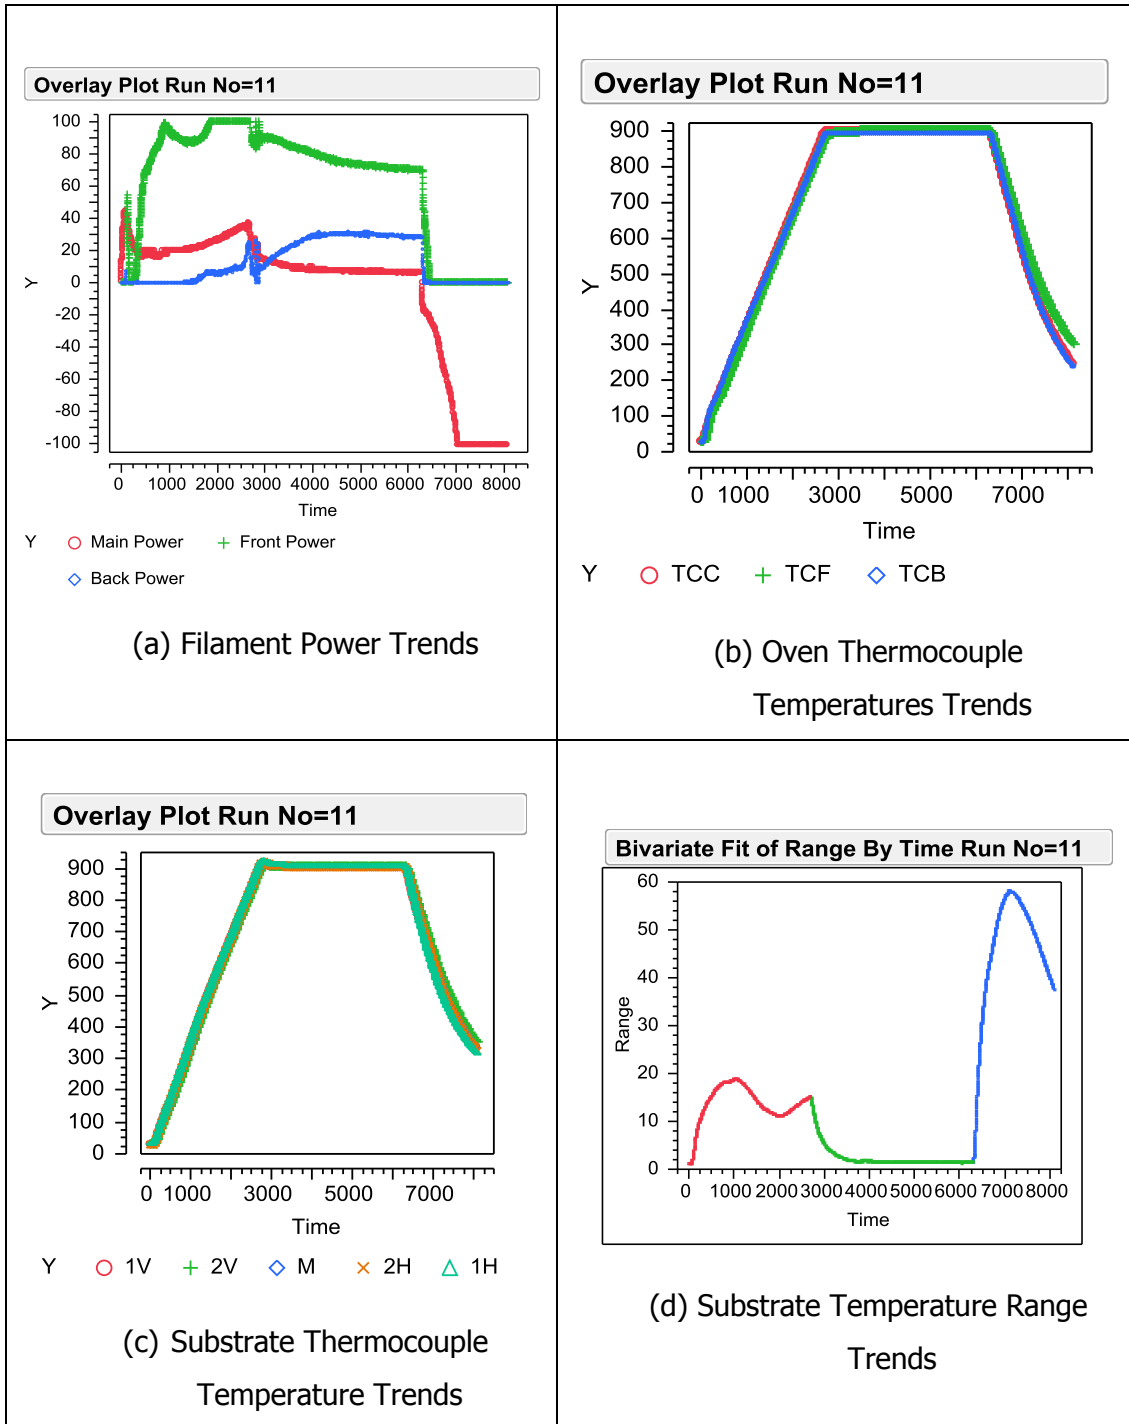 Overlay Plot Run No=11
100
80
60
40
20
0
-20
-40
-60
-80
-100
Y
0 1000 2000 3000 4000 5000 6000 7000 8000
Time
Y Main Power Front Power
Back Power
(a) Filament Power Trends
Overlay Plot Run No=11
900
800
700
600
500
400
300
200
100
0
Y
0 1000 3000 5000 7000
Time
Y TCC TCF TCB
(b) Oven Thermocouple
Temperatures Trends
Overlay Plot Run No=11
900
800
700
600
500
400
300
200
100
0
Y
0 1000 3000 5000 7000
Time
Y 1V 2V M 2H 1H
(c) Substrate Thermocouple
Temperature Trends
Bivariate Fit of Range By Time Run No=11
60
50
40
30
20
10
0
Range
0 1000 2000 3000 4000 5000 6000 7000 8000
Time
(d) Substrate Temperature Range
Trends